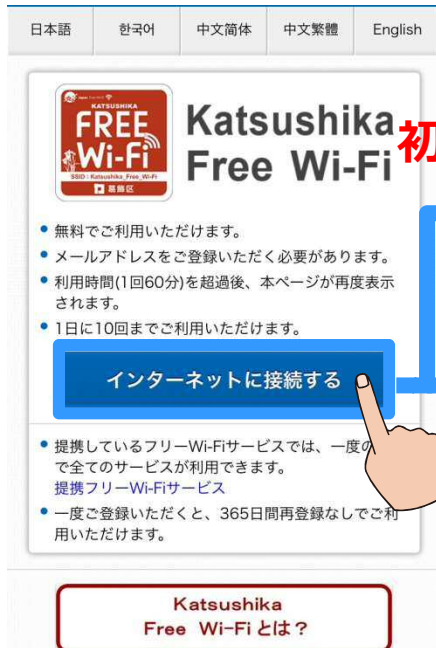 日本語 한국어 中文简体 中文繁體 English
KATSUSHIKA
FREE
Wi-Fi
SSID : Katsushika_Free_Wi-Fi
葛飾区
Katsushika
Free Wi-Fi
初
● 無料でご利用いただけます。
● メールアドレスをご登録いただく必要があります。
● 利用時間(1回60分)を超過後、本ページが再度表示
されます。
● 1日に10回までご利用いただけます。
インターネットに接続する
● 提携しているフリーWi-Fiサービスでは、一度の
で全てのサービスが利用できます。
提携フリーWi-Fiサービス
● 一度ご登録いただくと、365日間再登録なしでご利
用いただけます。
Katsushika
Free Wi-Fi とは？